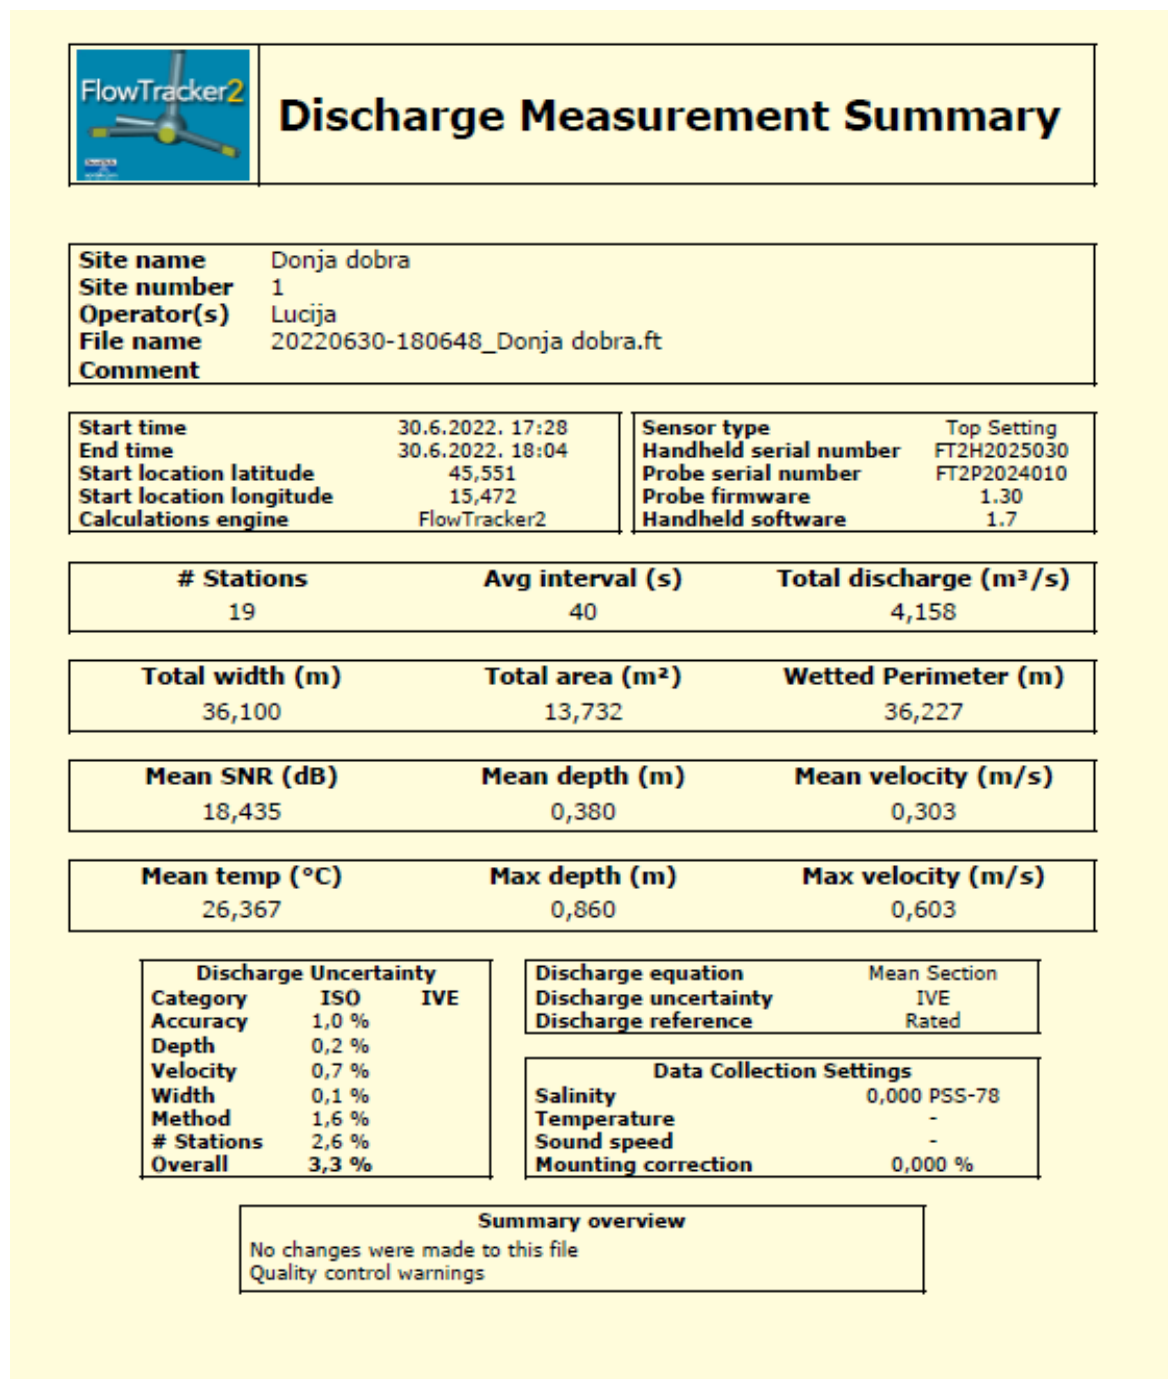 FlowTracker2
Discharge Measurement Summary
Site name Donja dobra
Site number 1
Operator(s) Lucija
File name 20220630-180648_Donja dobra.ft
Comment
Start time 30.6.2022. 17:28
End time 30.6.2022. 18:04
Start location latitude 45,551
Start location longitude 15,472
Calculations engine FlowTracker2
Sensor type Top Setting
Handheld serial number FT2H2025030
Probe serial number FT2P2024010
Probe firmware 1.30
Handheld software 1.7
# Stations Avg interval (s) Total discharge (m³/s)
19 40 4,158
Total width (m) Total area (m²) Wetted Perimeter (m)
36,100 13,732 36,227
Mean SNR (dB) Mean depth (m) Mean velocity (m/s)
18,435 0,380 0,303
Mean temp (°C) Max depth (m) Max velocity (m/s)
26,367 0,860 0,603
Discharge Uncertainty
Category ISO IVE
Accuracy 1,0 %
Depth 0,2 %
Velocity 0,7 %
Width 0,1 %
Method 1,6 %
# Stations 2,6 %
Overall 3,3 %
Discharge equation Mean Section
Discharge uncertainty IVE
Discharge reference Rated
Data Collection Settings
Salinity 0,000 PSS-78
Temperature -
Sound speed -
Mounting correction 0,000 %
Summary overview
No changes were made to this file
Quality control warnings